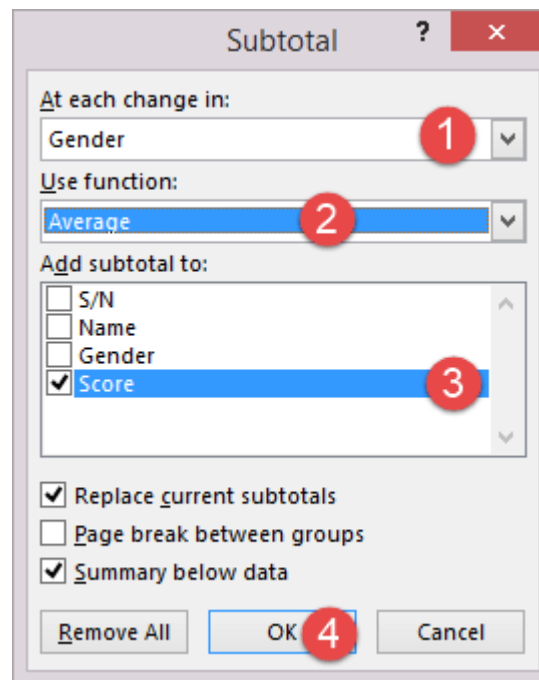 Subtotal ? ×
At each change in:
Gender 1
Use function:
Average 2
Add subtotal to:
S/N
Name
Gender
Score 3
Replace current subtotals
Page break between groups
Summary below data
Remove All OK 4 Cancel